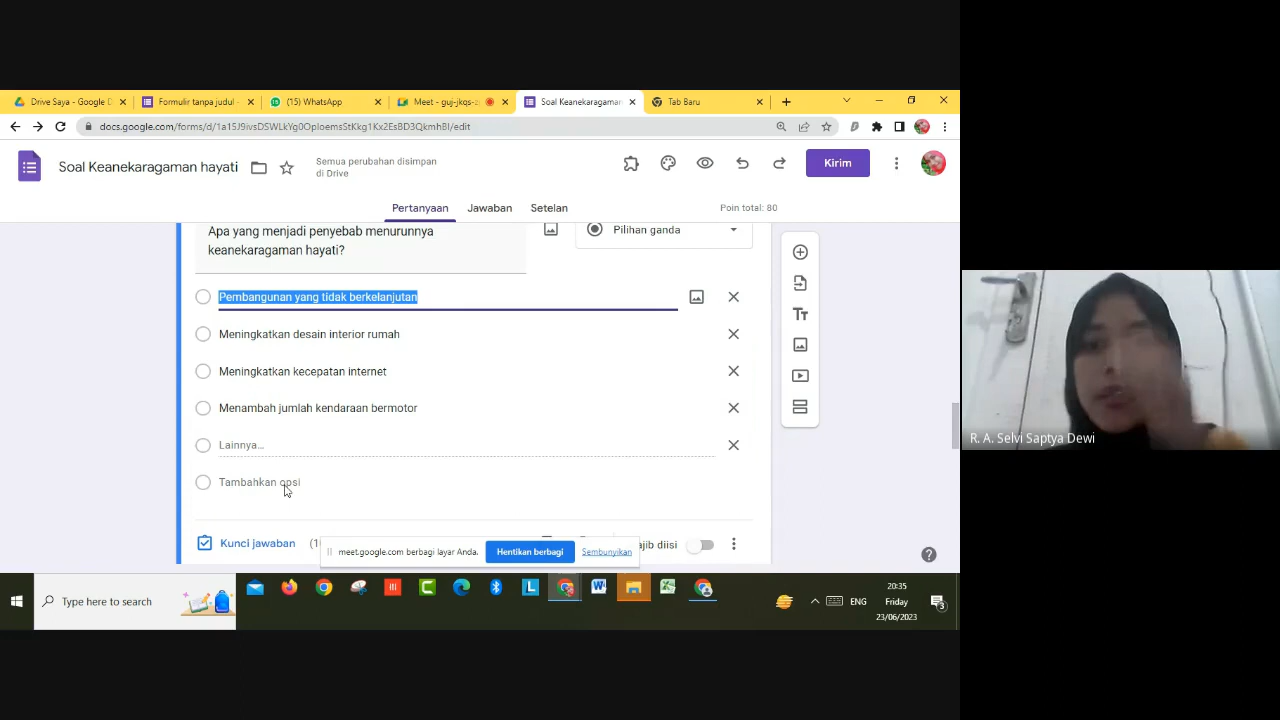 Drive Saya - Google D
Formulir tanpa judul -
(15) WhatsApp
Meet - guj-jkqs-
Soal Keanekaragaman
Tab Baru
docs.google.com/forms/d/
/edit
Soal Keanekaragaman hayati
Semua perubahan disimpan
di Drive
Kirim
Pertanyaan
Jawaban
Setelan
Poin total: 80
Apa yang menjadi penyebab menurunnya
keanekaragaman hayati?
Pilihan ganda
Pembangunan yang tidak berkelanjutan
Meningkatkan desain interior rumah
Meningkatkan kecepatan internet
Menambah jumlah kendaraan bermotor
Lainnya...
Tambahkan opsi
Kunci jawaban
ajib diisi
meet.google.com berbagi layar Anda.
Hentikan berbagi
Sembunyikan
R. A. Selvi Saptya Dewi
Type here to search
ENG
20:35
Friday
23/06/2023
3